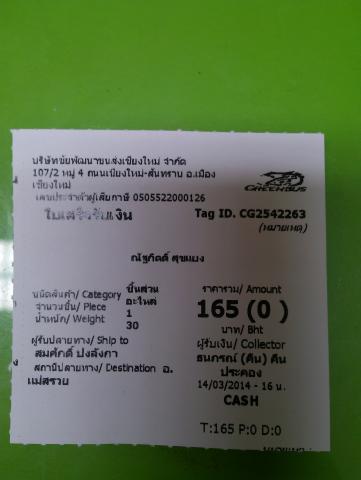 บริษัทชัยพัฒนาขนส่งเชียงใหม่ จำกัด
GREENBUS
107/2 หมู่ 4 ถนนเชียงใหม่-สันทราย อ.เมือง
เชียงใหม่
เลขประจำตัวผู้เสียภาษี 0505522000126
ใบเสร็จรับเงิน
Tag ID. CG2542263
(หมายเหตุ)
ณัฐกิตติ์ สุขแยง
ชนิดสินค้า/ Category ชิ้นส่วน
อะไหล่
จำนวนชิ้น/ Piece 1
น้ำหนัก/ Weight 30
ผู้รับปลายทาง/ Ship to
สมศักดิ์ ปงลังกา
สถานีปลายทาง/ Destination อ.
แม่สรวย
ราคารวม/ Amount
165 (0 )
บาท/ Bht
ผู้รับเงิน/ Collector
ธนกรณ์ (คืน) คืน
ประคอง
14/03/2014 - 16 น.
CASH
T:165 P:0 D:0